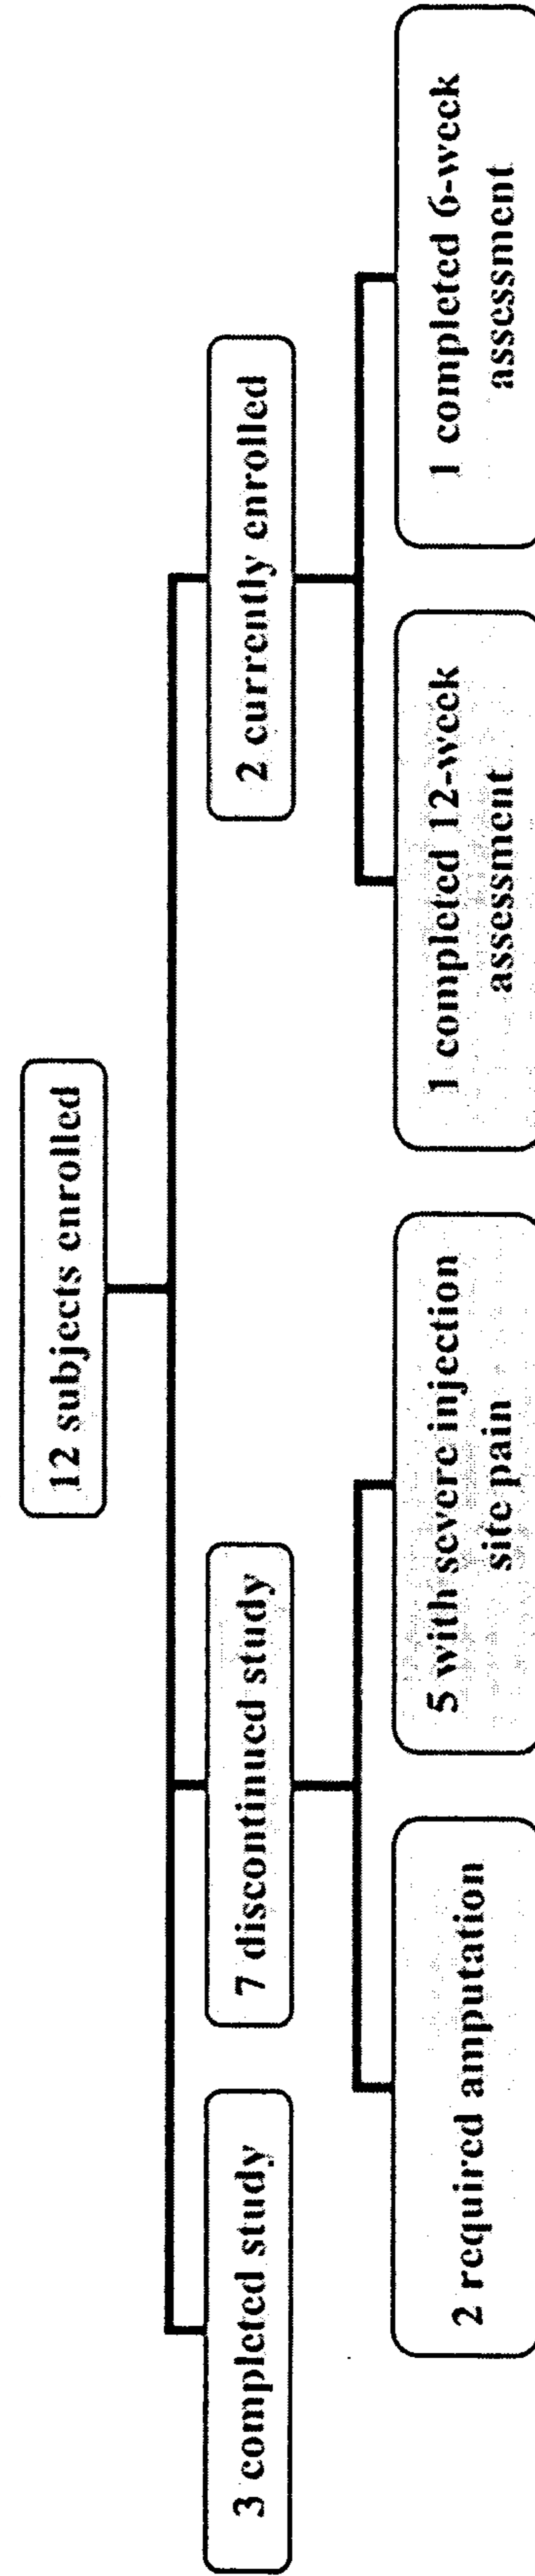 12 subjects enrolled
3 completed study
7 discontinued study
2 currently enrolled
2 required amputation
5 with severe injection
site pain
1 completed 12-week
assessment
1 completed 6-week
assessment